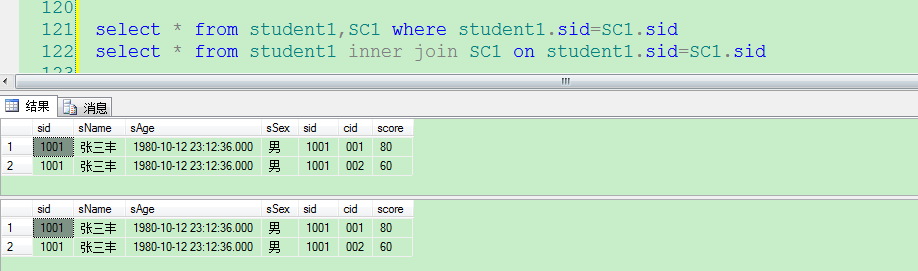 120
121 select * from student1,SC1 where student1.sid=SC1.sid
122 select * from student1 inner join SC1 on student1.sid=SC1.sid
123
结果 消息
sid sName sAge sSex sid cid score
1 1001 张三丰 1980-10-12 23:12:36.000 男 1001 001 80
2 1001 张三丰 1980-10-12 23:12:36.000 男 1001 002 60
sid sName sAge sSex sid cid score
1 1001 张三丰 1980-10-12 23:12:36.000 男 1001 001 80
2 1001 张三丰 1980-10-12 23:12:36.000 男 1001 002 60